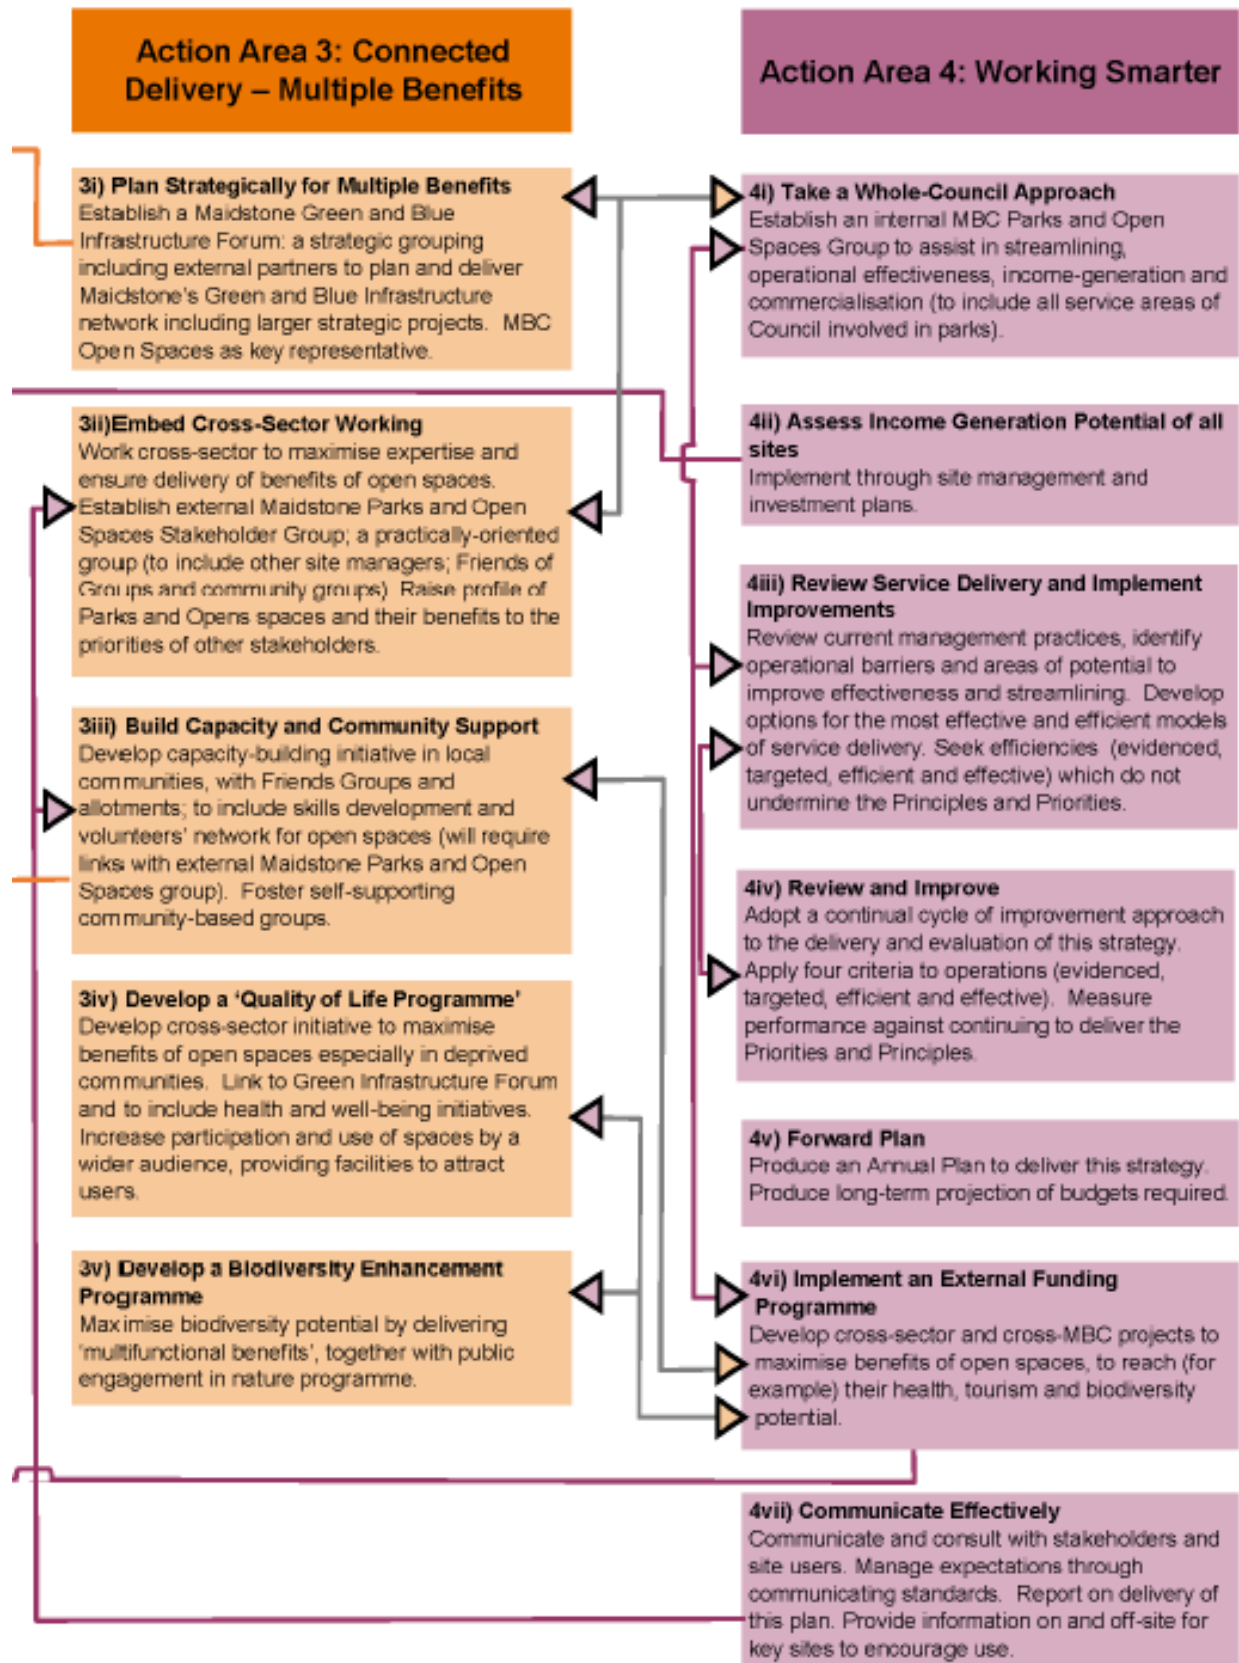 Action Area 3: Connected
Delivery – Multiple Benefits
3i) Plan Strategically for Multiple Benefits
Establish a Maidstone Green and Blue
Infrastructure Forum: a strategic grouping
including external partners to plan and deliver
Maidstone's Green and Blue Infrastructure
network including larger strategic projects. MBC
Open Spaces as key representative.
3ii)Embed Cross-Sector Working
Work cross-sector to maximise expertise and
ensure delivery of benefits of open spaces.
Establish external Maidstone Parks and Open
Spaces Stakeholder Group; a practically-oriented
group (to include other site managers; Friends of
Groups and community groups) Raise profile of
Parks and Opens spaces and their benefits to the
priorities of other stakeholders.
3iii) Build Capacity and Community Support
Develop capacity-building initiative in local
communities, with Friends Groups and
allotments; to include skills development and
volunteers' network for open spaces (will require
links with external Maidstone Parks and Open
Spaces group). Foster self-supporting
community-based groups.
3iv) Develop a 'Quality of Life Programme'
Develop cross-sector initiative to maximise
benefits of open spaces especially in deprived
communities. Link to Green Infrastructure Forum
and to include health and well-being initiatives.
Increase participation and use of spaces by a
wider audience, providing facilities to attract
users.
3v) Develop a Biodiversity Enhancement
Programme
Maximise biodiversity potential by delivering
'multifunctional benefits', together with public
engagement in nature programme.
Action Area 4: Working Smarter
4i) Take a Whole-Council Approach
Establish an internal MBC Parks and Open
Spaces Group to assist in streamlining,
operational effectiveness, income-generation and
commercialisation (to include all service areas of
Council involved in parks).
4ii) Assess Income Generation Potential of all
sites
Implement through site management and
investment plans.
4iii) Review Service Delivery and Implement
Improvements
Review current management practices, identify
operational barriers and areas of potential to
improve effectiveness and streamlining. Develop
options for the most effective and efficient models
of service delivery. Seek efficiencies (evidenced,
targeted, efficient and effective) which do not
undermine the Principles and Priorities.
4iv) Review and Improve
Adopt a continual cycle of improvement approach
to the delivery and evaluation of this strategy.
Apply four criteria to operations (evidenced,
targeted, efficient and effective). Measure
performance against continuing to deliver the
Priorities and Principles.
4v) Forward Plan
Produce an Annual Plan to deliver this strategy.
Produce long-term projection of budgets required.
4vi) Implement an External Funding
Programme
Develop cross-sector and cross-MBC projects to
maximise benefits of open spaces, to reach (for
example) their health, tourism and biodiversity
potential.
4vii) Communicate Effectively
Communicate and consult with stakeholders and
site users. Manage expectations through
communicating standards. Report on delivery of
this plan. Provide information on and off-site for
key sites to encourage use.